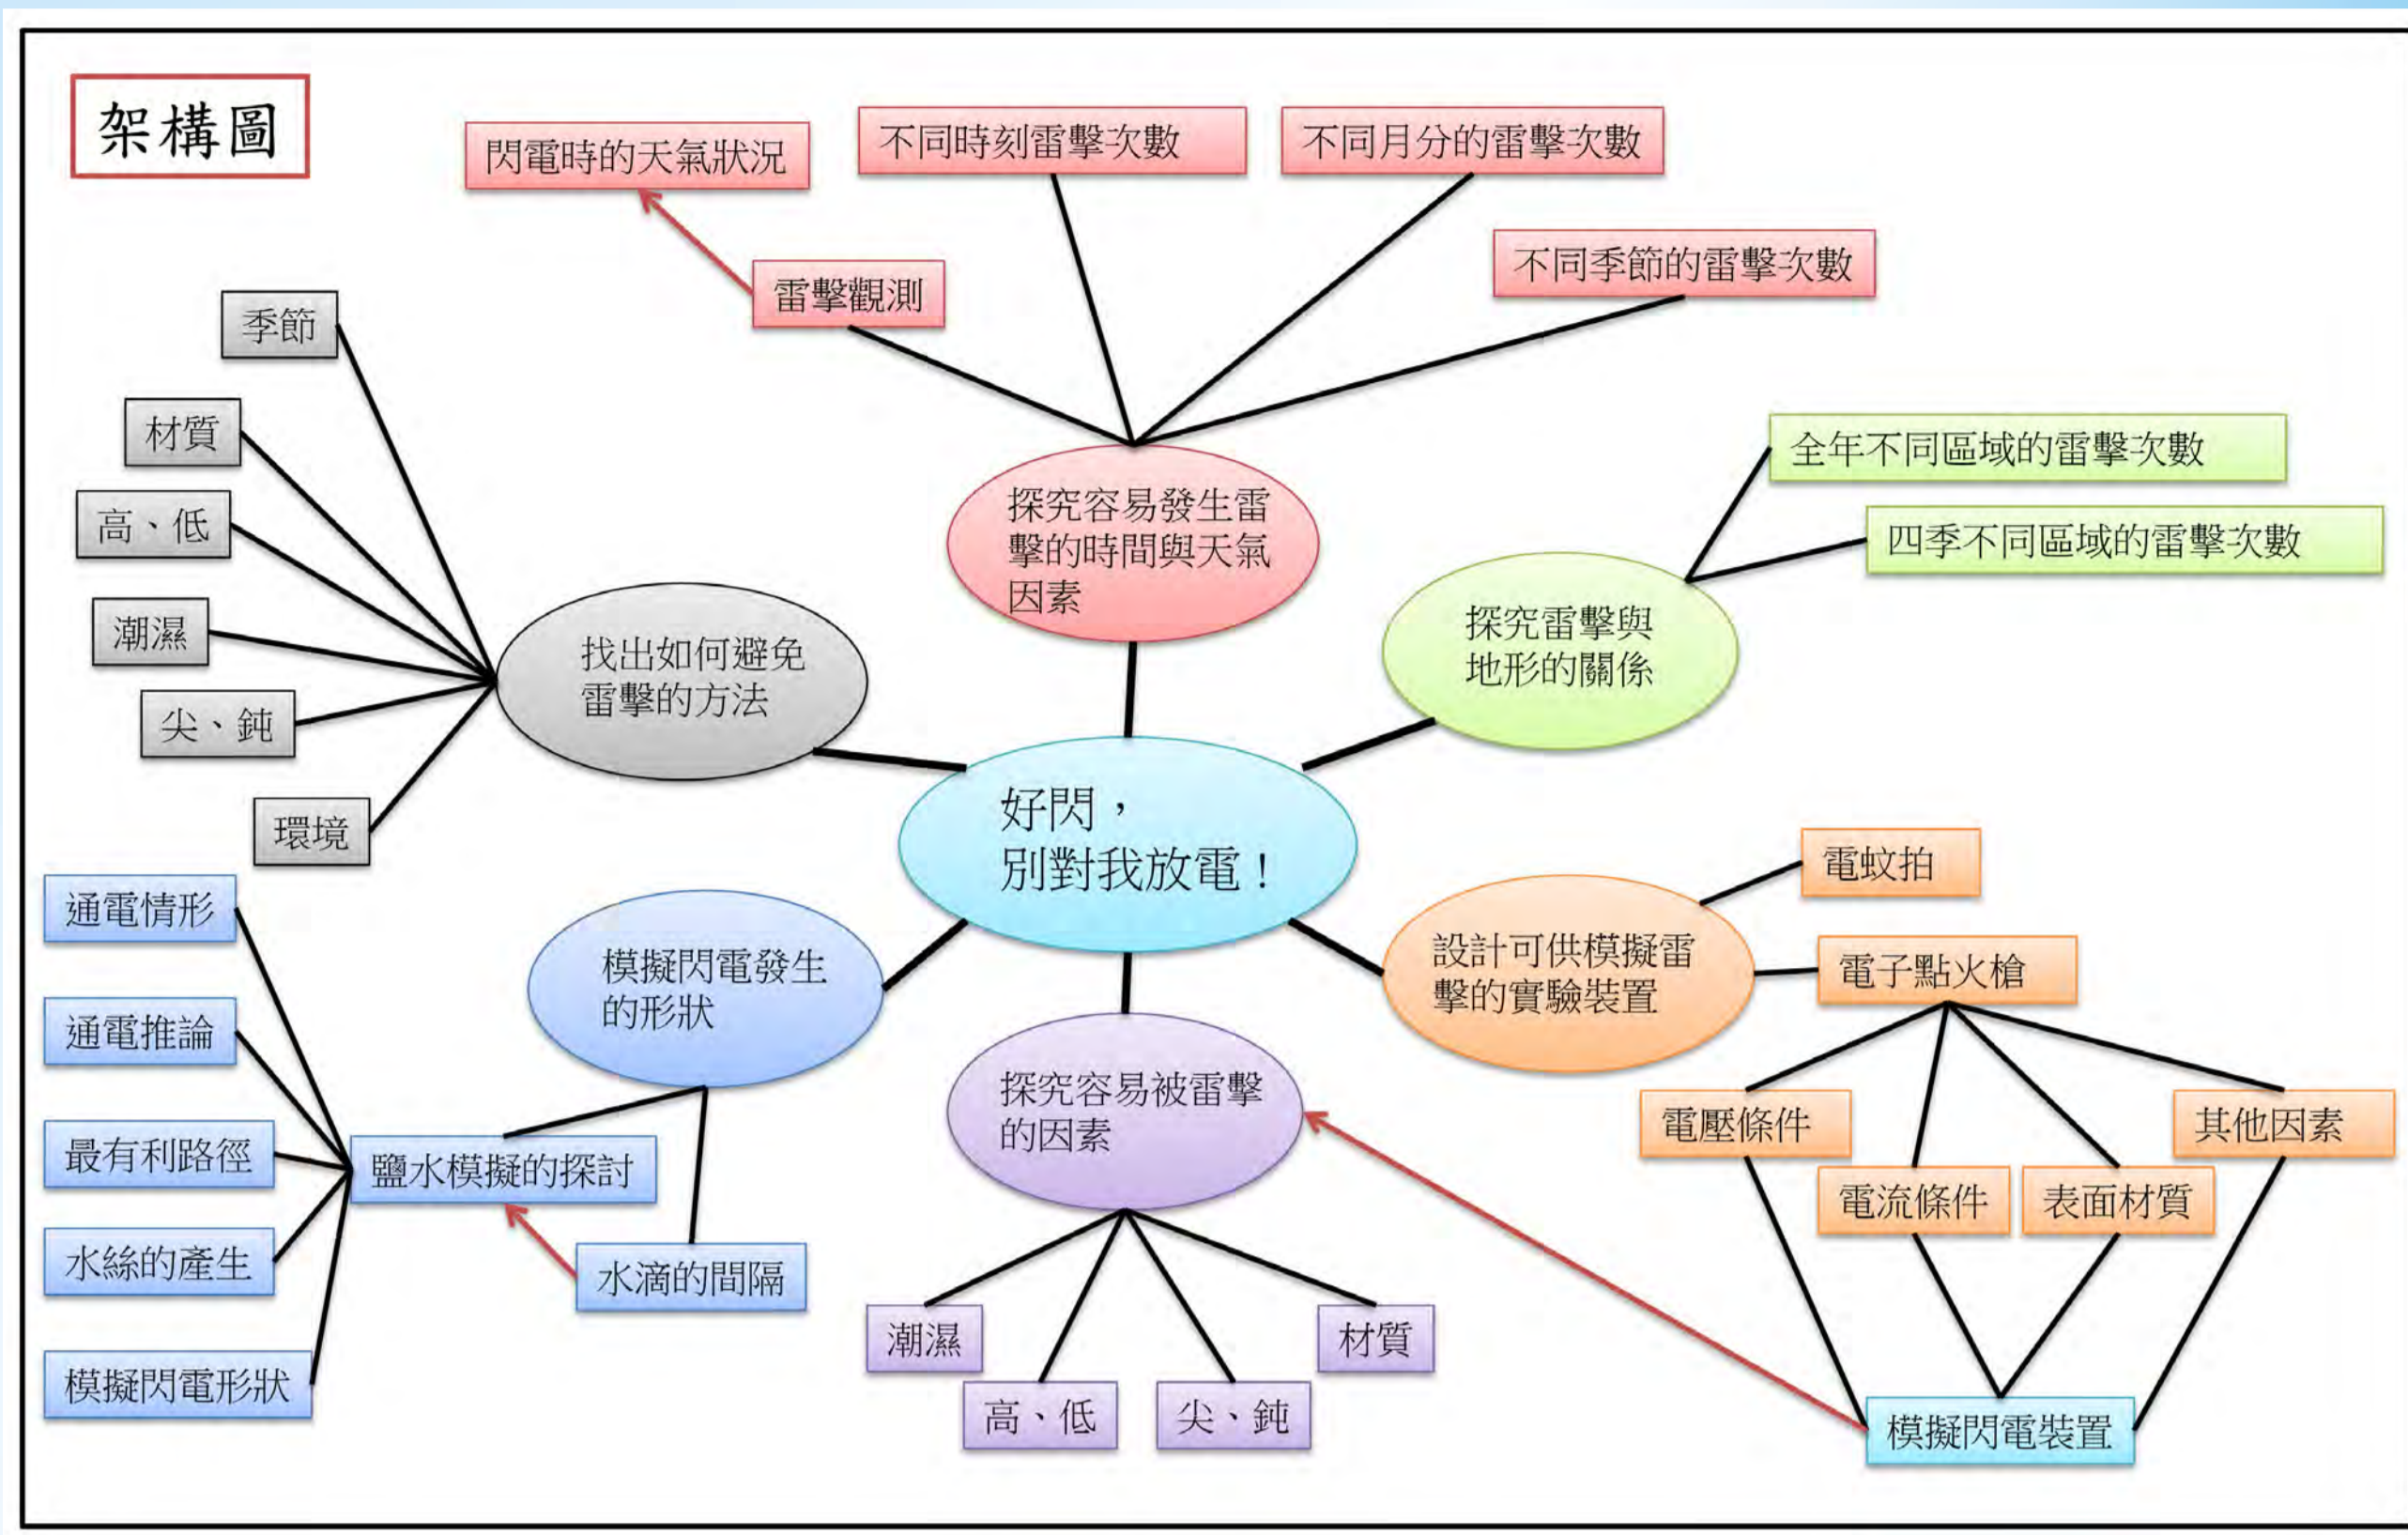 架構圖
閃電時的天氣狀況
不同時刻雷擊次數
不同月分的雷擊次數
雷擊觀測
不同季節的雷擊次數
探究容易發生雷
擊的時間與天氣
因素
全年不同區域的雷擊次數
四季不同區域的雷擊次數
探究雷擊與
地形的關係
季節
材質
高、低
潮濕
尖、鈍
環境
找出如何避免
雷擊的方法
好閃，
別對我放電！
電蚊拍
電子點火槍
設計可供模擬雷
擊的實驗裝置
電壓條件
其他因素
電流條件
表面材質
模擬閃電裝置
模擬閃電發生
的形狀
通電情形
通電推論
最有利路徑
水絲的產生
模擬閃電形狀
鹽水模擬的探討
水滴的間隔
探究容易被雷擊
的因素
潮濕
高、低
尖、鈍
材質